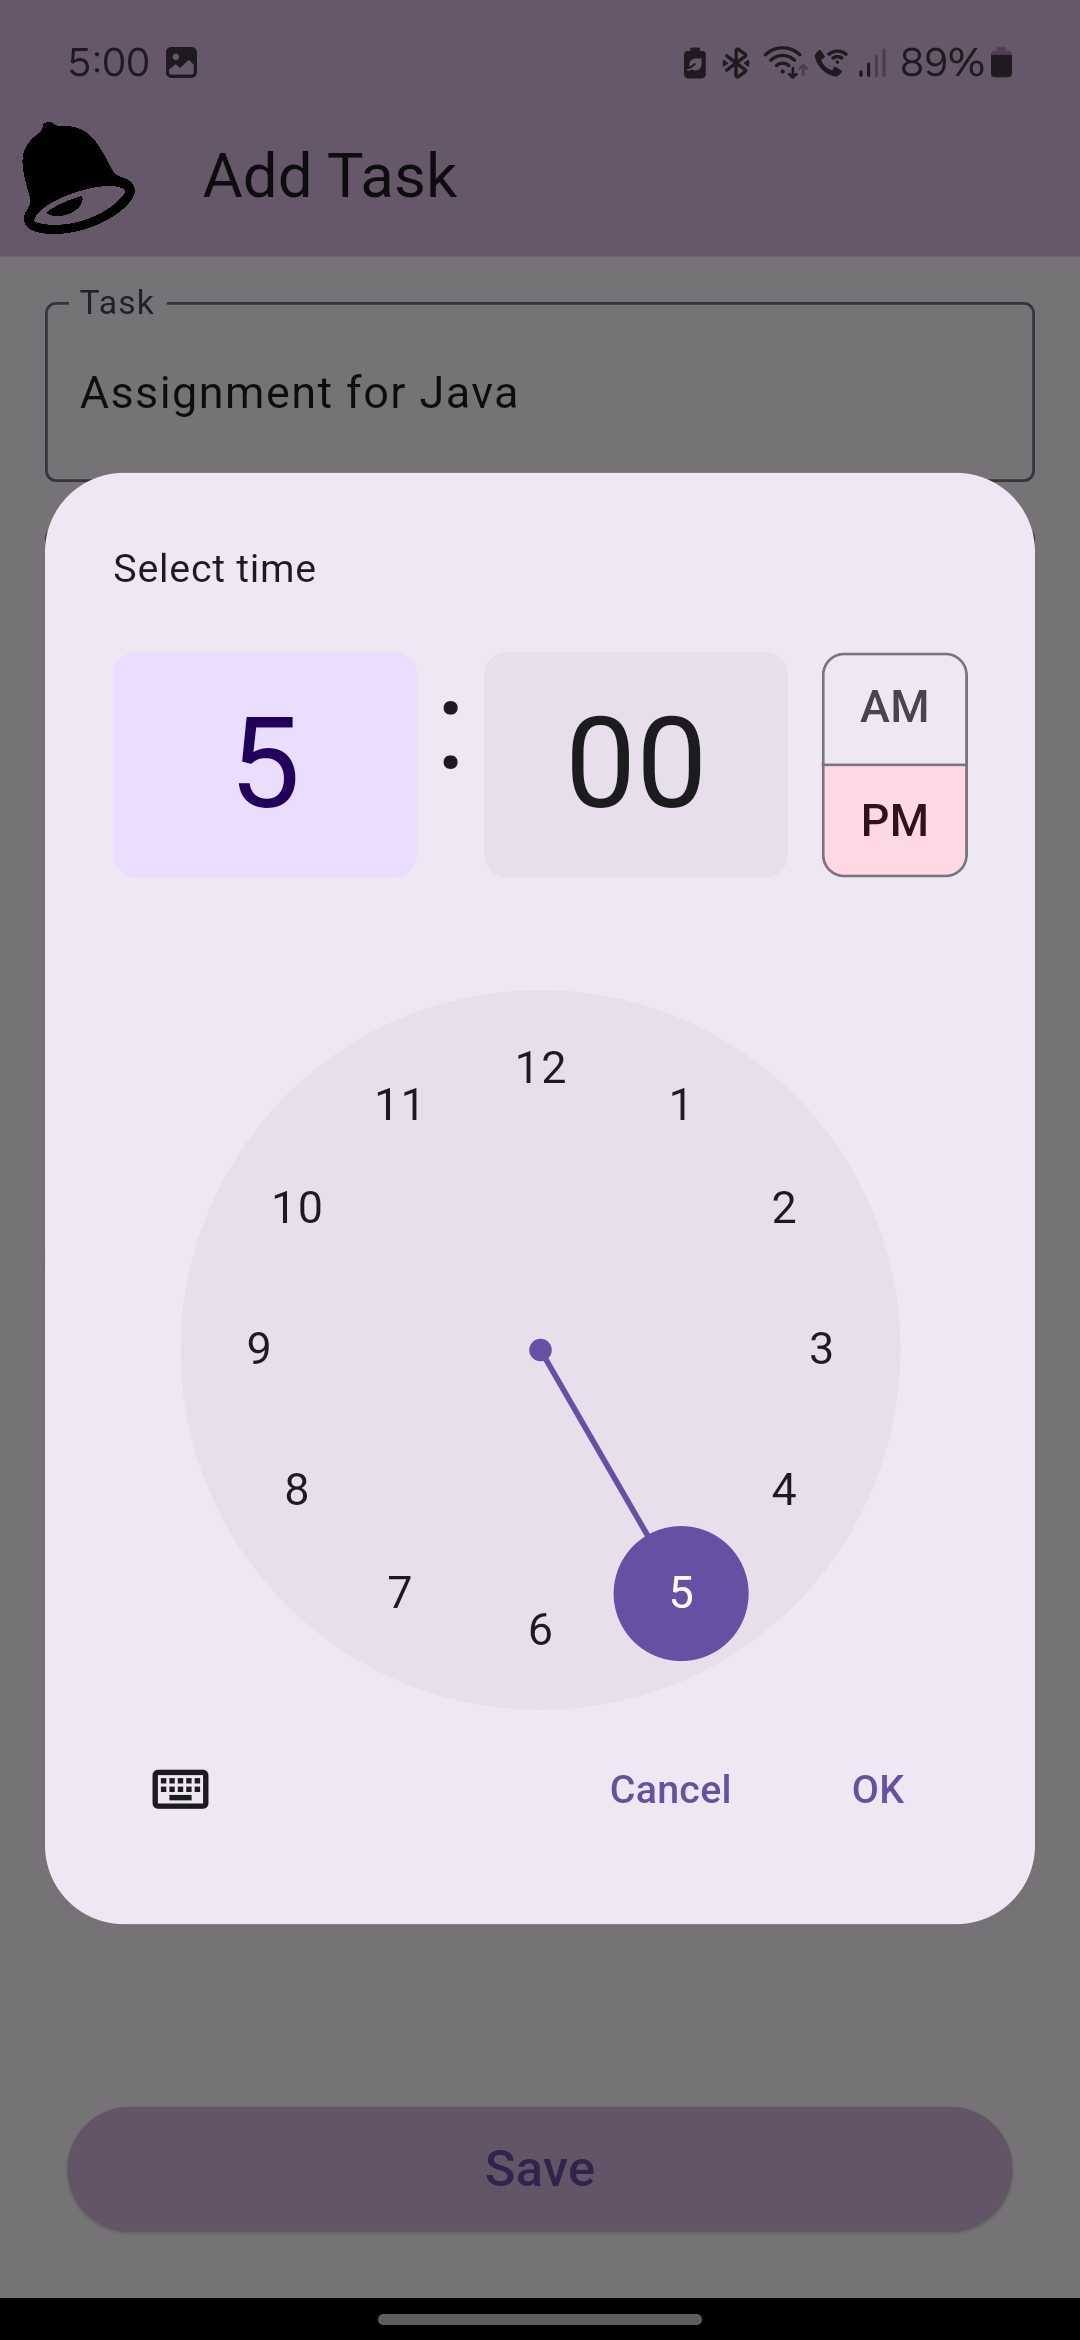 5:00 89%
Add Task
Task
Assignment for Java
Select time
5 : 00
AM
PM
12
11 1
10 2
9 3
8 4
7 5
6
Cancel OK
Save